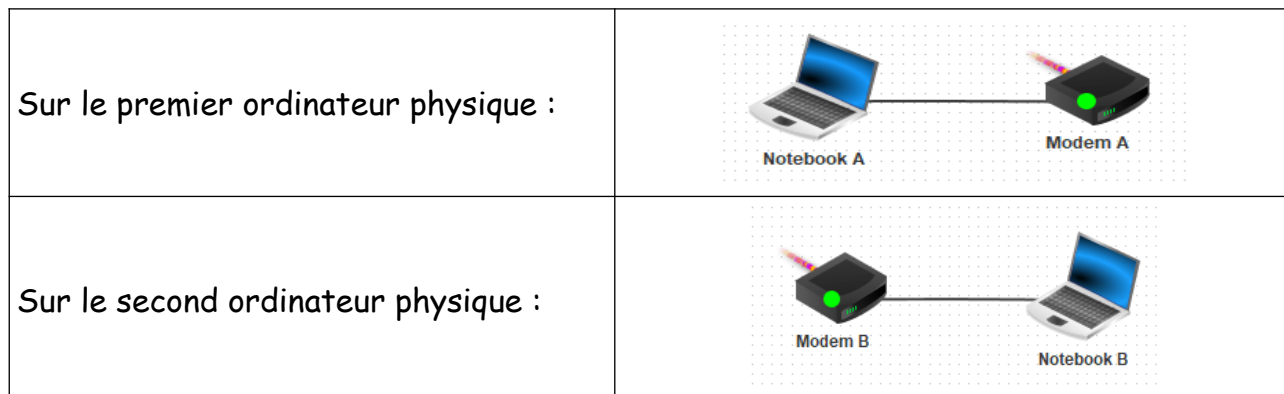 Sur le premier ordinateur physique :
Notebook A
Modem A
Sur le second ordinateur physique :
Modem B
Notebook B